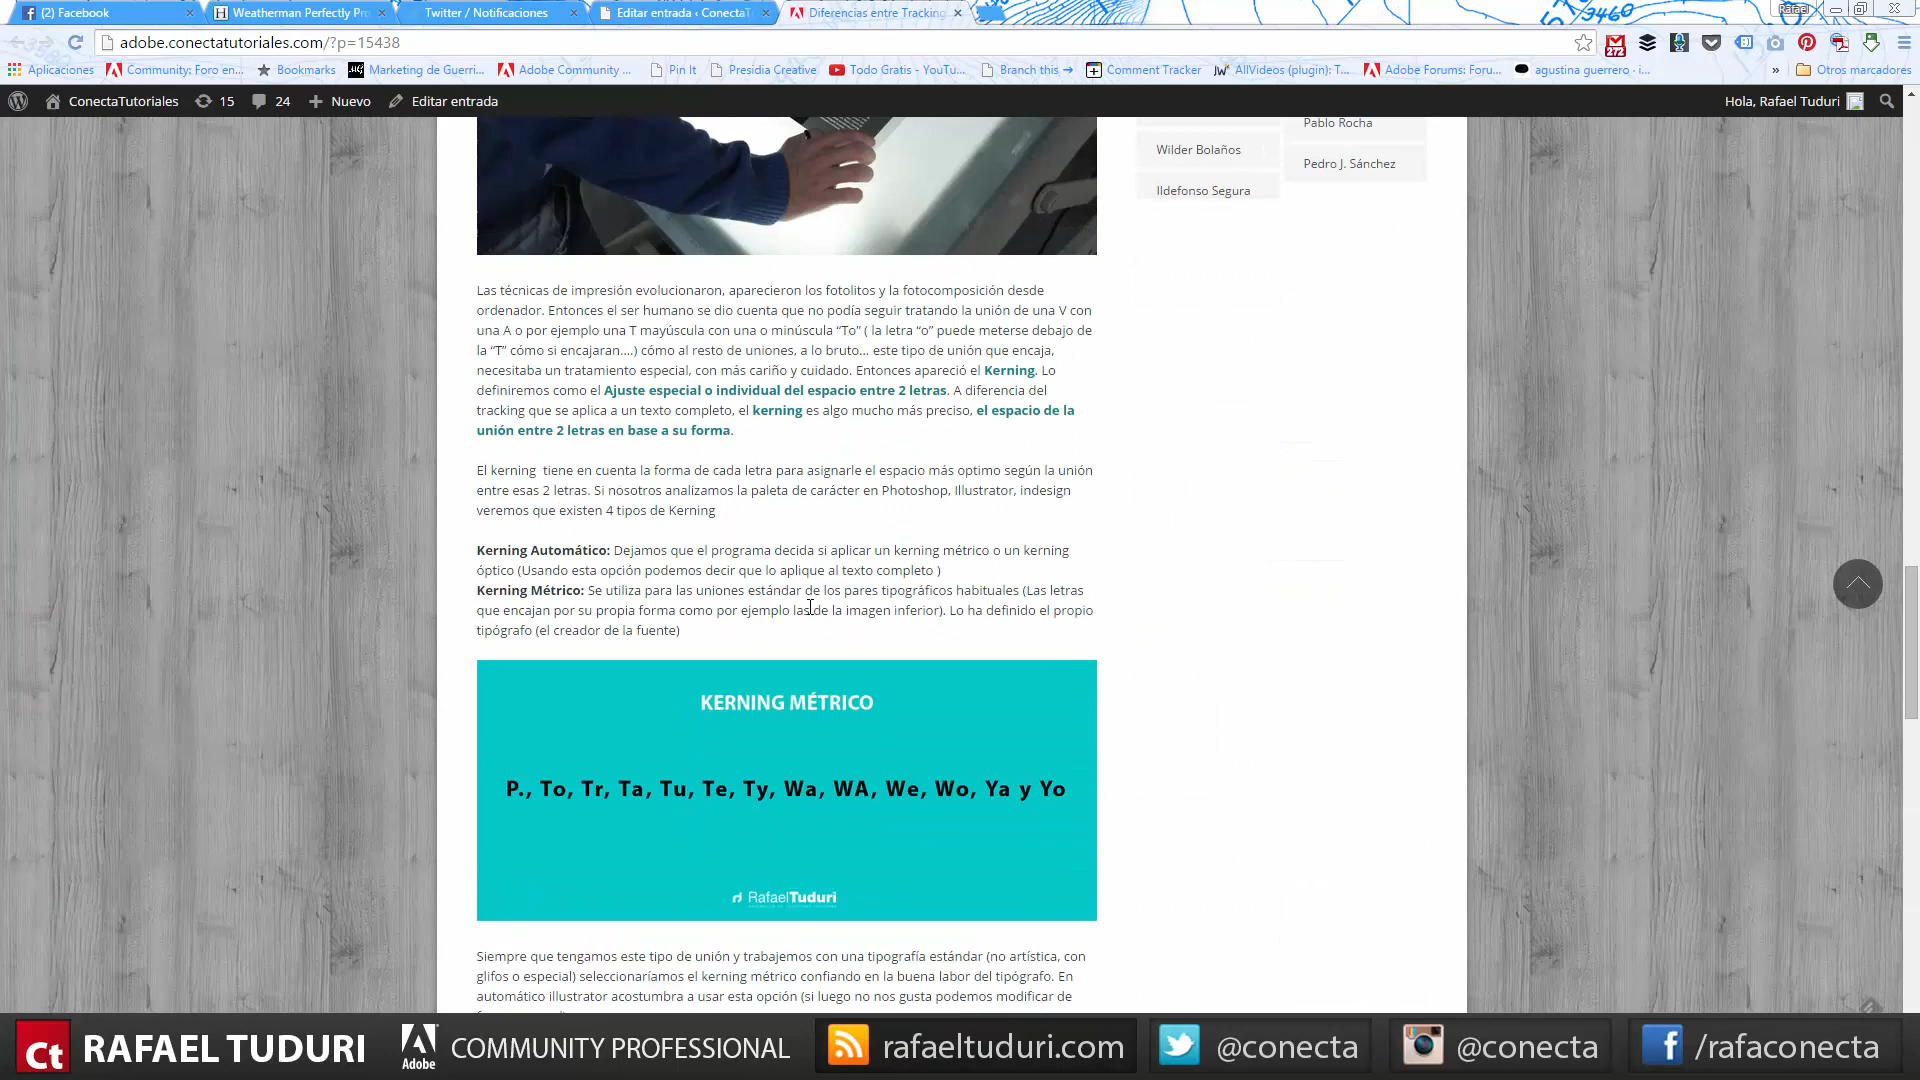 (2) Facebook
Weatherman Perfectly Pr
Twitter / Notificaciones
Editar entrada ‹ ConectaT
Diferencias entre Tracking
Rafael
adobe.conectatutoriales.com/?p=15438
272
Aplicaciones
Community: Foro en...
Bookmarks
Marketing de Guerri...
Adobe Community ...
Pin It
Presidia Creative
Todo Gratis - YouTu...
Branch this →
Comment Tracker
AllVideos (plugin): T...
Adobe Forums: Foru...
agustina guerrero · i...
»
Otros marcadores
ConectaTutoriales
15
24
Nuevo
Editar entrada
Hola, Rafael Tuduri
Pablo Rocha
Wilder Bolaños
Pedro J. Sánchez
Ildefonso Segura
3460
Las técnicas de impresión evolucionaron, aparecieron los fotolitos y la fotocomposición desde
ordenador. Entonces el ser humano se dio cuenta que no podía seguir tratando la unión de una V con
una A o por ejemplo una T mayúscula con una o minúscula “To” ( la letra “o” puede meterse debajo de
la “T” cómo si encajaran....) cómo al resto de uniones, a lo bruto... este tipo de unión que encaja,
necesitaba un tratamiento especial, con más cariño y cuidado. Entonces apareció el Kerning. Lo
definiremos como el Ajuste especial o individual del espacio entre 2 letras. A diferencia del
tracking que se aplica a un texto completo, el kerning es algo mucho más preciso, el espacio de la
unión entre 2 letras en base a su forma.
El kerning tiene en cuenta la forma de cada letra para asignarle el espacio más optimo según la unión
entre esas 2 letras. Si nosotros analizamos la paleta de carácter en Photoshop, Illustrator, indesign
veremos que existen 4 tipos de Kerning
Kerning Automático: Dejamos que el programa decida si aplicar un kerning métrico o un kerning
óptico (Usando esta opción podemos decir que lo aplique al texto completo )
Kerning Métrico: Se utiliza para las uniones estándar de los pares tipográficos habituales (Las letras
que encajan por su propia forma como por ejemplo las de la imagen inferior). Lo ha definido el propio
tipógrafo (el creador de la fuente)
KERNING MÉTRICO
P., To, Tr, Ta, Tu, Te, Ty, Wa, WA, We, Wo, Ya y Yo
RafaelTuduri
Siempre que tengamos este tipo de unión y trabajemos con una tipografía estándar (no artística, con
glifos o especial) seleccionaríamos el kerning métrico confiando en la buena labor del tipógrafo. En
automático illustrator acostumbra a usar esta opción (si luego no nos gusta podemos modificar de
Ct RAFAEL TUDURI
Adobe
COMMUNITY PROFESSIONAL
rafaeltuduri.com
@conecta
@conecta
/rafaconecta